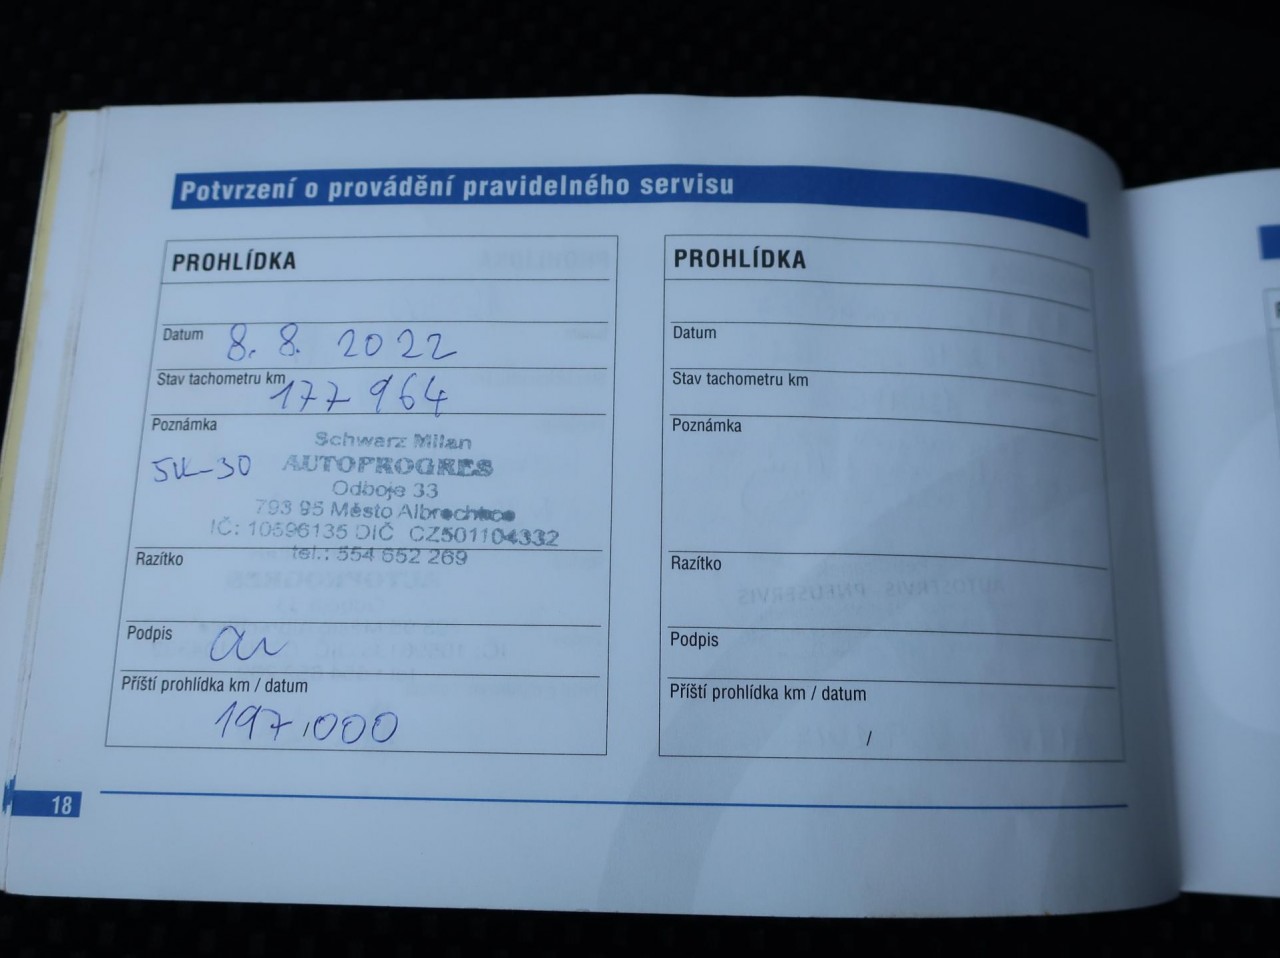 Potvrzení o provádění pravidelného servisu
PROHLÍDKA
Datum 8. 8. 2022
Stav tachometru km 177 964
Poznámka
5W-30
Schwarz Milan
AUTOPROGRES
Odboje 33
793 95 Město Albrechtice
IČ: 10596135 DIČ CZ501104332
tel.: 554 652 269
Razítko
Podpis
Příští prohlídka km / datum
197.000
PROHLÍDKA
Datum
Stav tachometru km
Poznámka
Razítko
Podpis
Příští prohlídka km / datum
/
18